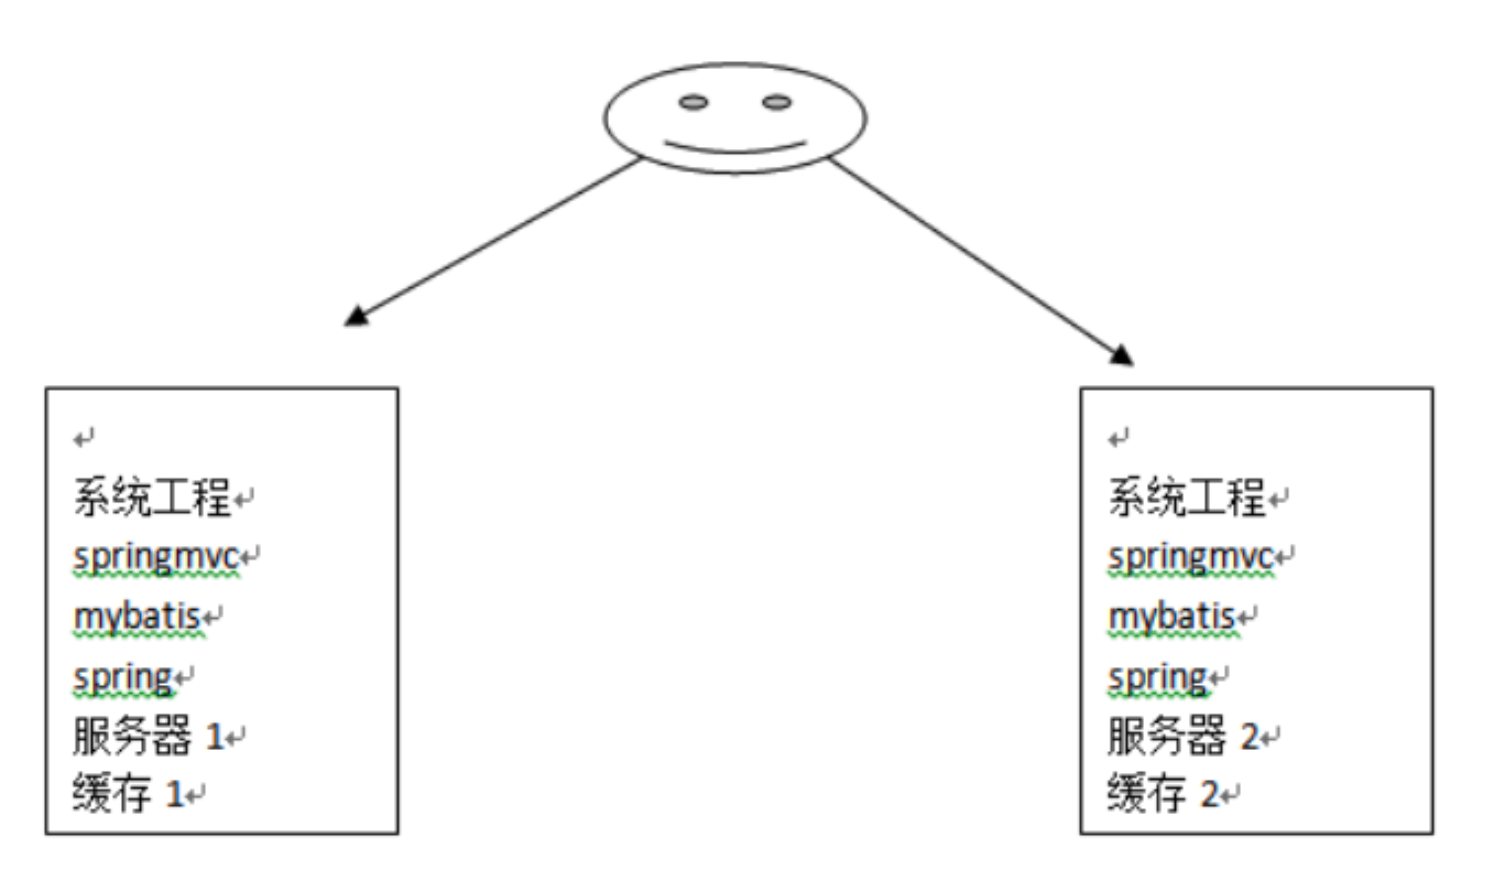 系统工程
springmvc
mybatis
spring
服务器 1
缓存 1
系统工程
springmvc
mybatis
spring
服务器 2
缓存 2